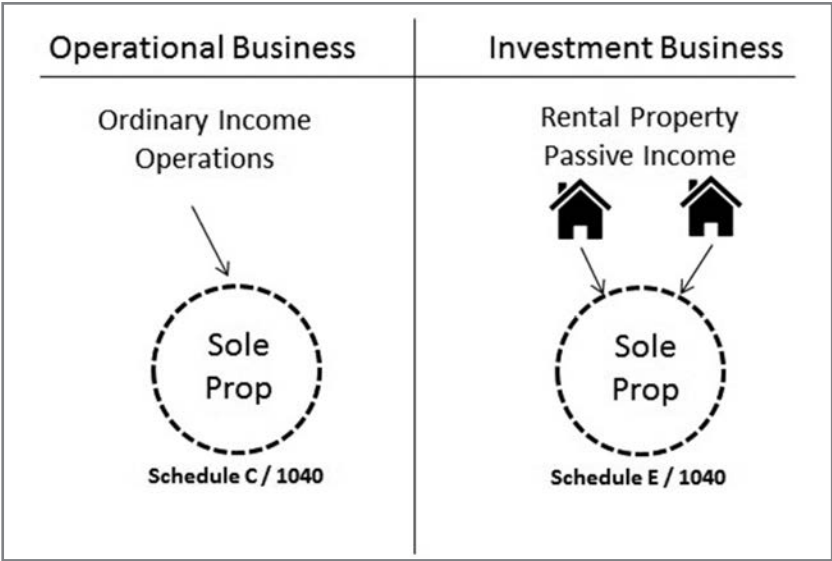 Operational Business
Ordinary Income
Operations
Sole
Prop
Schedule C / 1040
Investment Business
Rental Property
Passive Income
Sole
Prop
Schedule E / 1040